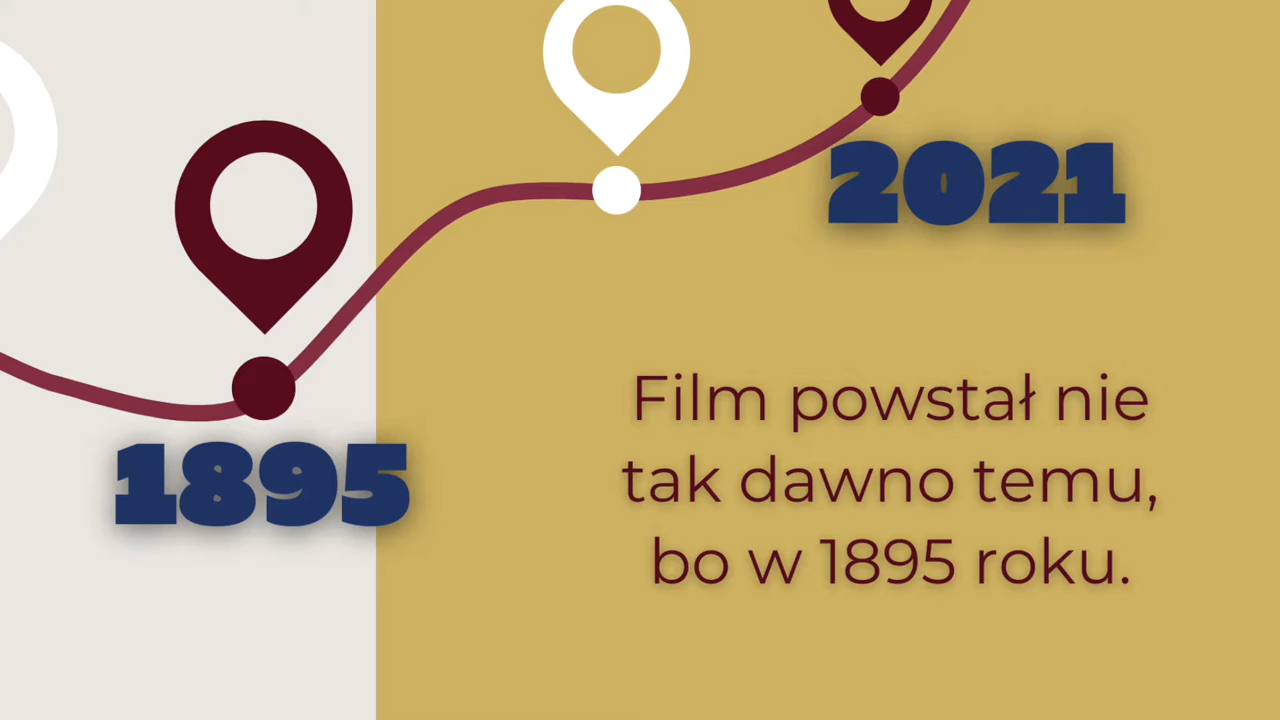 2021
1895
Film powstał nie
tak dawno temu,
bo w 1895 roku.